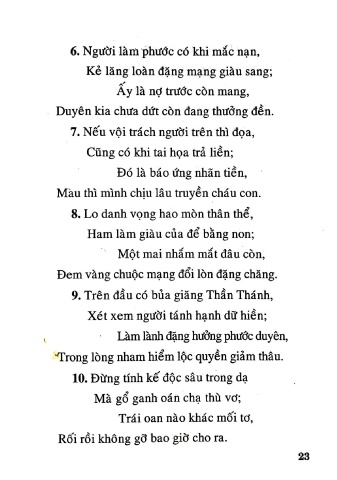 6. Người làm phước có khi mắc nạn,
Kẻ lăng loàn đặng mạng giàu sang;
Ấy là nợ trước còn mang,
Duyên kia chưa dứt còn đang thưởng đền.
7. Nếu vội trách người trên thì đọa,
Cũng có khi tai họa trả liền;
Đó là báo ứng nhãn tiền,
Màu thì mình chịu lâu truyền cháu con.
8. Lo danh vọng hao mòn thân thể,
Ham làm giàu của để bằng non;
Một mai nhắm mắt đâu còn,
Đem vàng chuộc mạng đổi lòn đặng chăng.
9. Trên đầu có bủa giăng Thần Thánh,
Xét xem người tánh hạnh dữ hiền;
Làm lành đặng hưởng phước duyên,
Trong lòng nham hiểm lộc quyền giảm thâu.
10. Đừng tính kế độc sâu trong dạ
Mà gổ ganh oán chạ thù vơ;
Trái oan nào khác mối tơ,
Rối rồi không gỡ bao giờ cho ra.
23